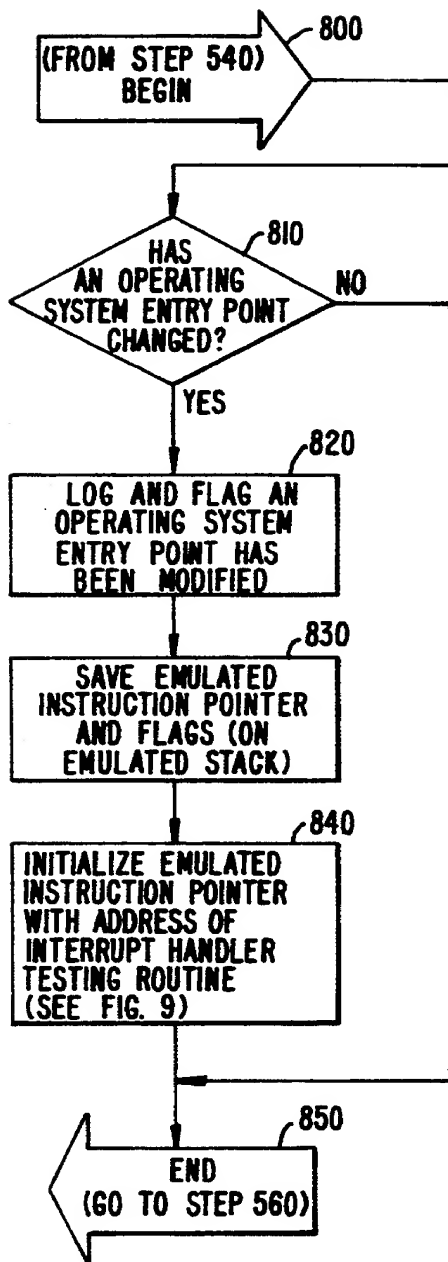 800
(FROM STEP 540)
BEGIN
810
HAS
AN OPERATING
SYSTEM ENTRY POINT
CHANGED?
NO
YES
820
LOG AND FLAG AN
OPERATING SYSTEM
ENTRY POINT HAS
BEEN MODIFIED
830
SAVE EMULATED
INSTRUCTION POINTER
AND FLAGS (ON
EMULATED STACK)
840
INITIALIZE EMULATED
INSTRUCTION POINTER
WITH ADDRESS OF
INTERRUPT HANDLER
TESTING ROUTINE
(SEE FIG. 9)
850
END
(GO TO STEP 560)